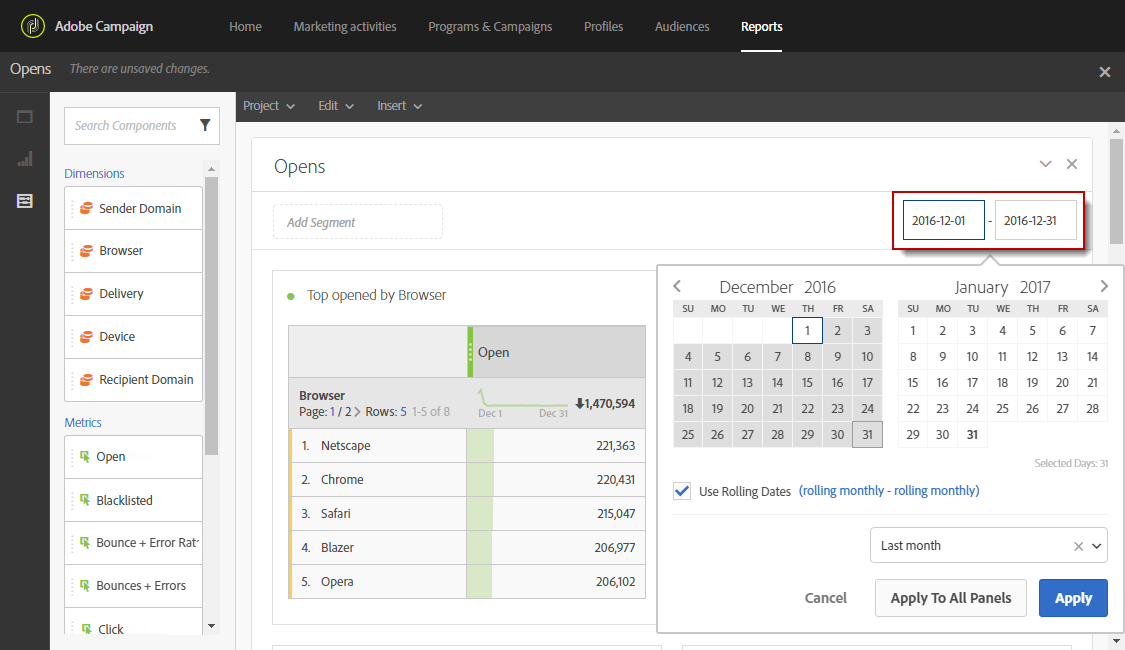 Adobe Campaign Home Marketing activities Programs & Campaigns Profiles Audiences Reports
Opens There are unsaved changes.
Project Edit Insert
Search Components
Dimensions
Sender Domain
Browser
Delivery
Device
Recipient Domain
Metrics
Open
Blacklisted
Bounce + Error Rat
Bounces + Errors
Click
Opens
Add Segment
2016-12-01 - 2016-12-31
Top opened by Browser
Open
Browser
Page: 1 / 2 > Rows: 5 1-5 of 8
Dec 1 Dec 31
1,470,594
1. Netscape 221,363
2. Chrome 220,431
3. Safari 215,047
4. Blazer 206,977
5. Opera 206,102
December 2016
SU MO TU WE TH FR SA
1 2 3
4 5 6 7 8 9 10
11 12 13 14 15 16 17
18 19 20 21 22 23 24
25 26 27 28 29 30 31
January 2017
SU MO TU WE TH FR SA
1 2 3 4 5 6 7
8 9 10 11 12 13 14
15 16 17 18 19 20 21
22 23 24 25 26 27 28
29 30 31
Selected Days: 31
Use Rolling Dates (rolling monthly - rolling monthly)
Last month
Cancel Apply To All Panels Apply